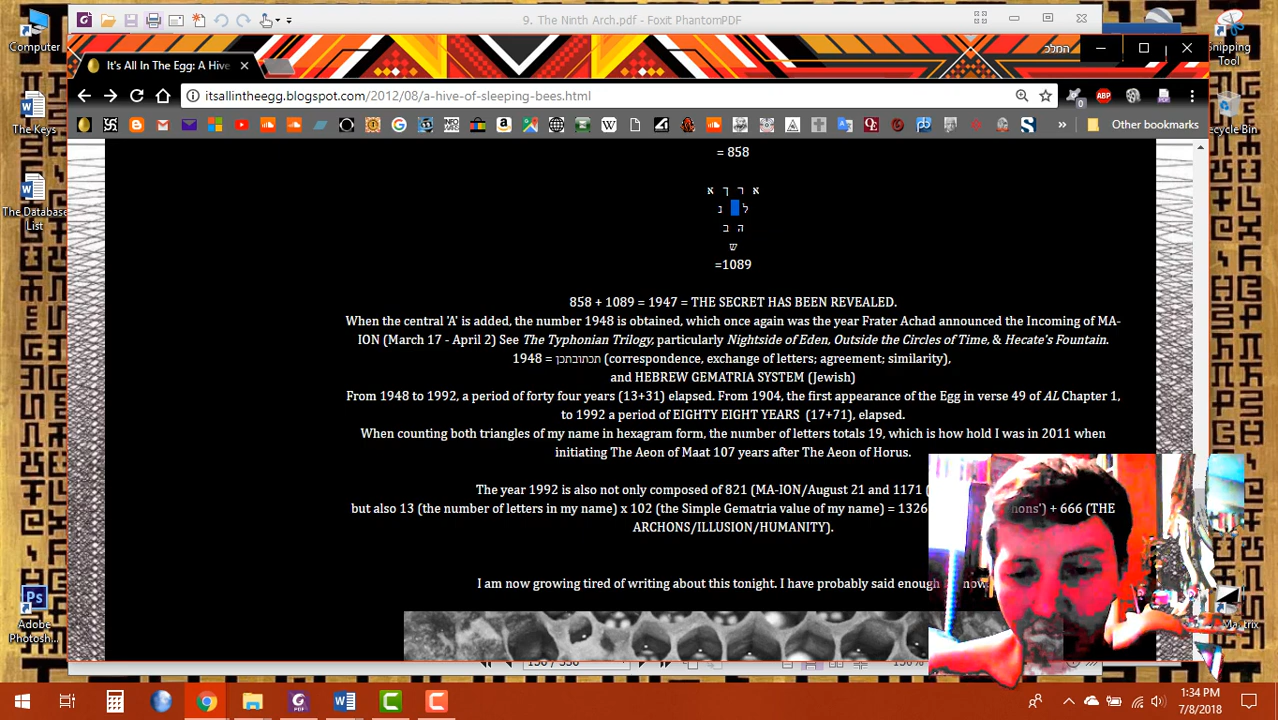 Computer
9. The Ninth Arch.pdf - Foxit PhantomPDF
It's All In The Egg: A Hive
המלכ
Tool
itsallintheegg.blogspot.com/2012/08/a-hive-of-sleeping-bees.html
0
ABP
Other bookmarks
The Keys
ecycle Bin
The Database
List
= 858
א ר ך א
ל נ
ה ב
ש
=1089
858 + 1089 = 1947 = THE SECRET HAS BEEN REVEALED.
When the central 'A' is added, the number 1948 is obtained, which once again was the year Frater Achad announced the Incoming of MA-
ION (March 17 - April 2) See The Typhonian Trilogy, particularly Nightside of Eden, Outside the Circles of Time, & Hecate's Fountain.
1948 = תכתובתכן (correspondence, exchange of letters; agreement; similarity),
and HEBREW GEMATRIA SYSTEM (Jewish)
From 1948 to 1992, a period of forty four years (13+31) elapsed. From 1904, the first appearance of the Egg in verse 49 of AL Chapter 1,
to 1992 a period of EIGHTY EIGHT YEARS (17+71), elapsed.
When counting both triangles of my name in hexagram form, the number of letters totals 19, which is how hold I was in 2011 when
initiating The Aeon of Maat 107 years after The Aeon of Horus.
The year 1992 is also not only composed of 821 (MA-ION/August 21 and 1171 (
but also 13 (the number of letters in my name) x 102 (the Simple Gematria value of my name) = 1326 hons') + 666 (THE
ARCHONS/ILLUSION/HUMANITY).
I am now growing tired of writing about this tonight. I have probably said enough now
Adobe
Photosh...
1:34 PM
7/8/2018